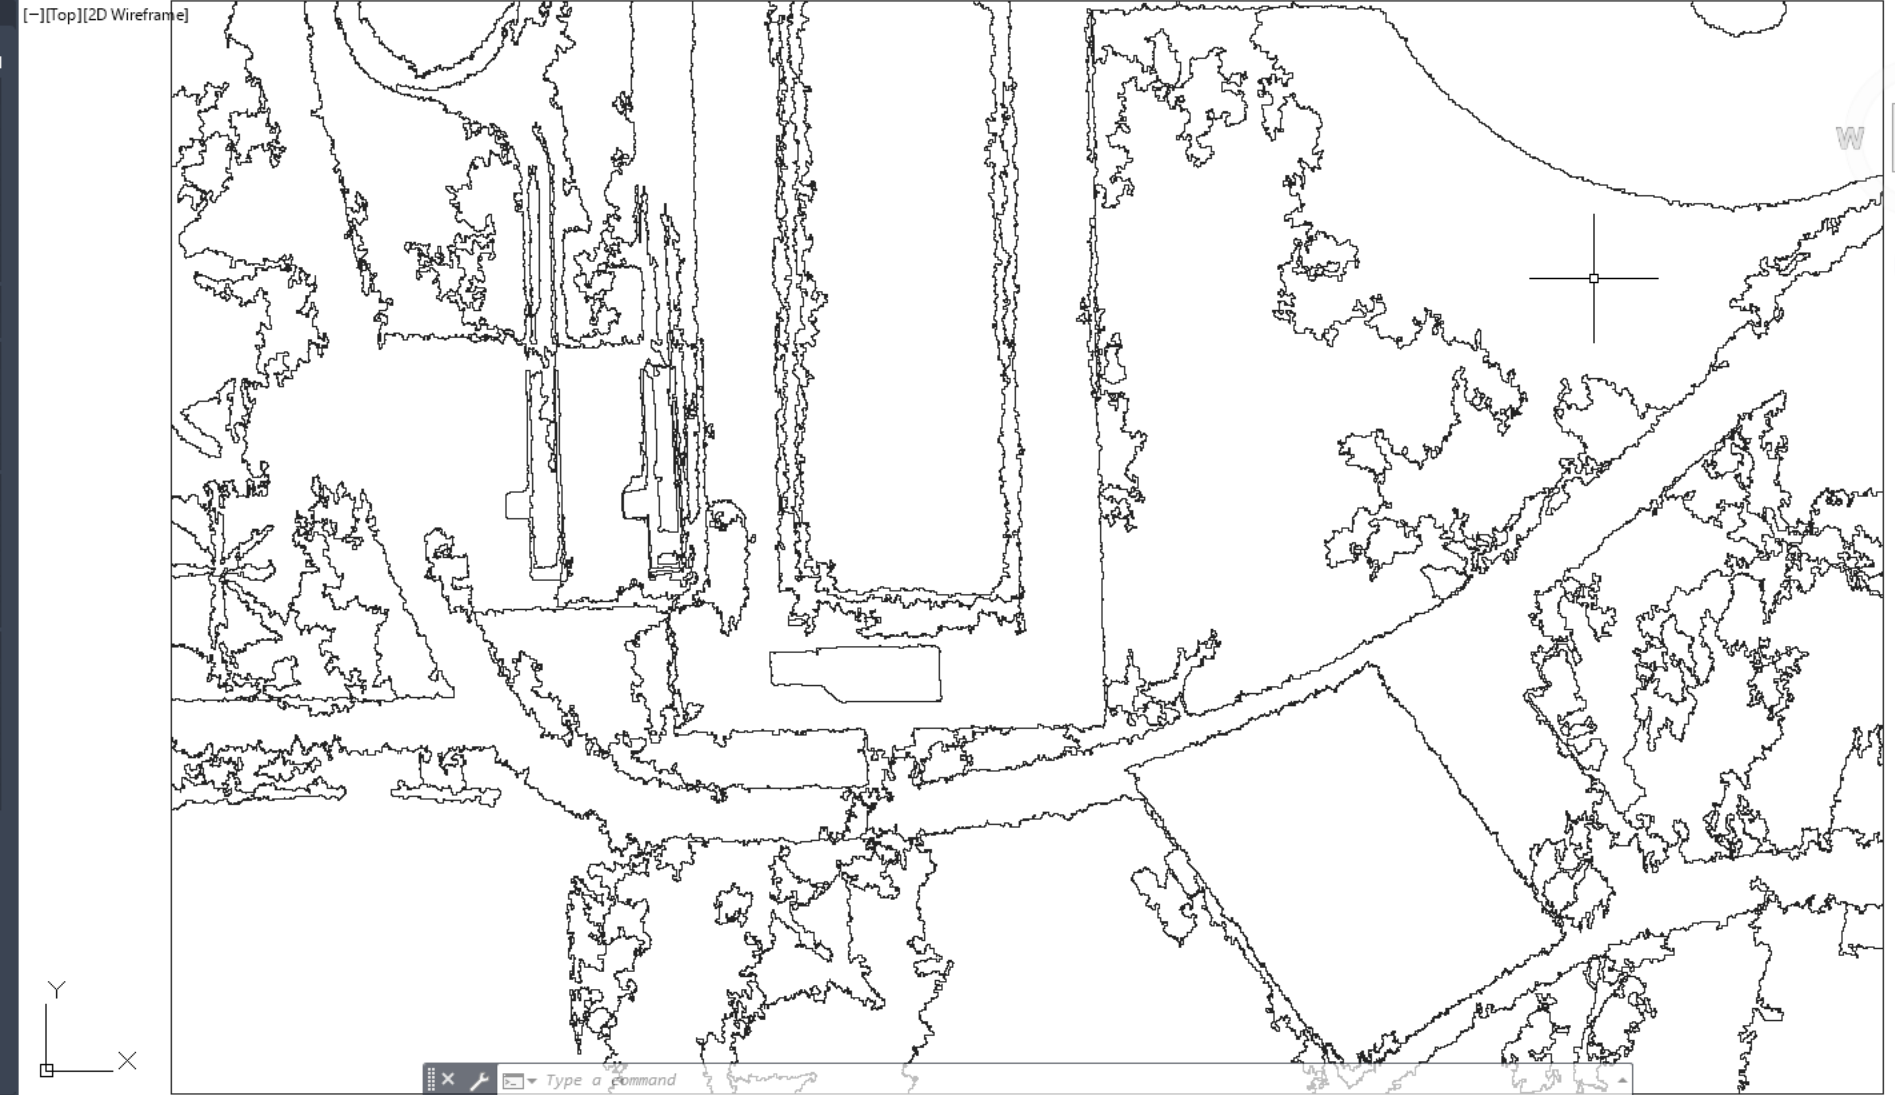 [−][Top][2D Wireframe]
W
Y
X
Type a command